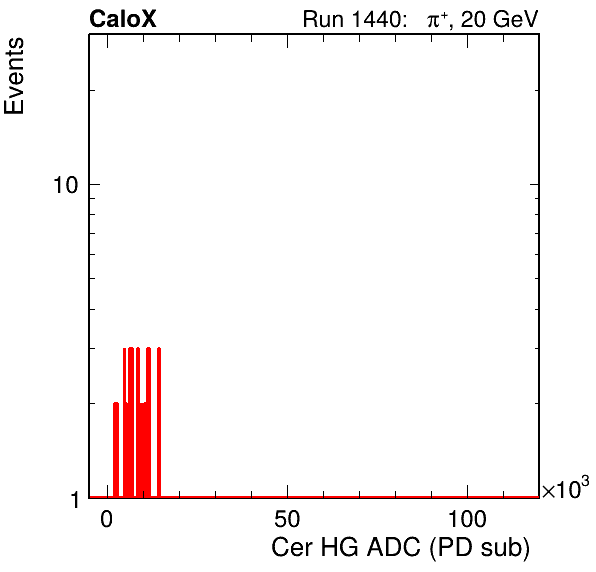 CaloX Run 1440: π⁺, 20 GeV
Events
10
1
×10³
0 50 100
Cer HG ADC (PD sub)